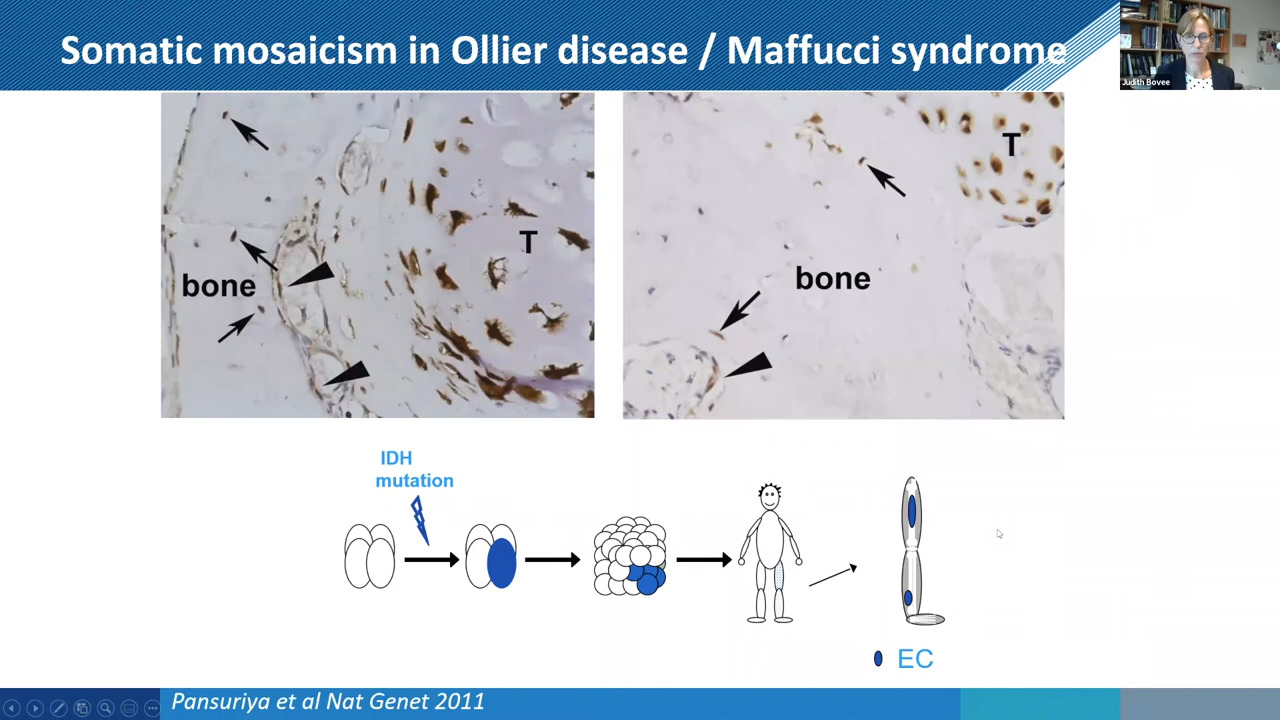 Somatic mosaicism in Ollier disease / Maffucci syndrome
Judith Bovee
T
bone
T
bone
IDH
mutation
EC
Pansuriya et al Nat Genet 2011